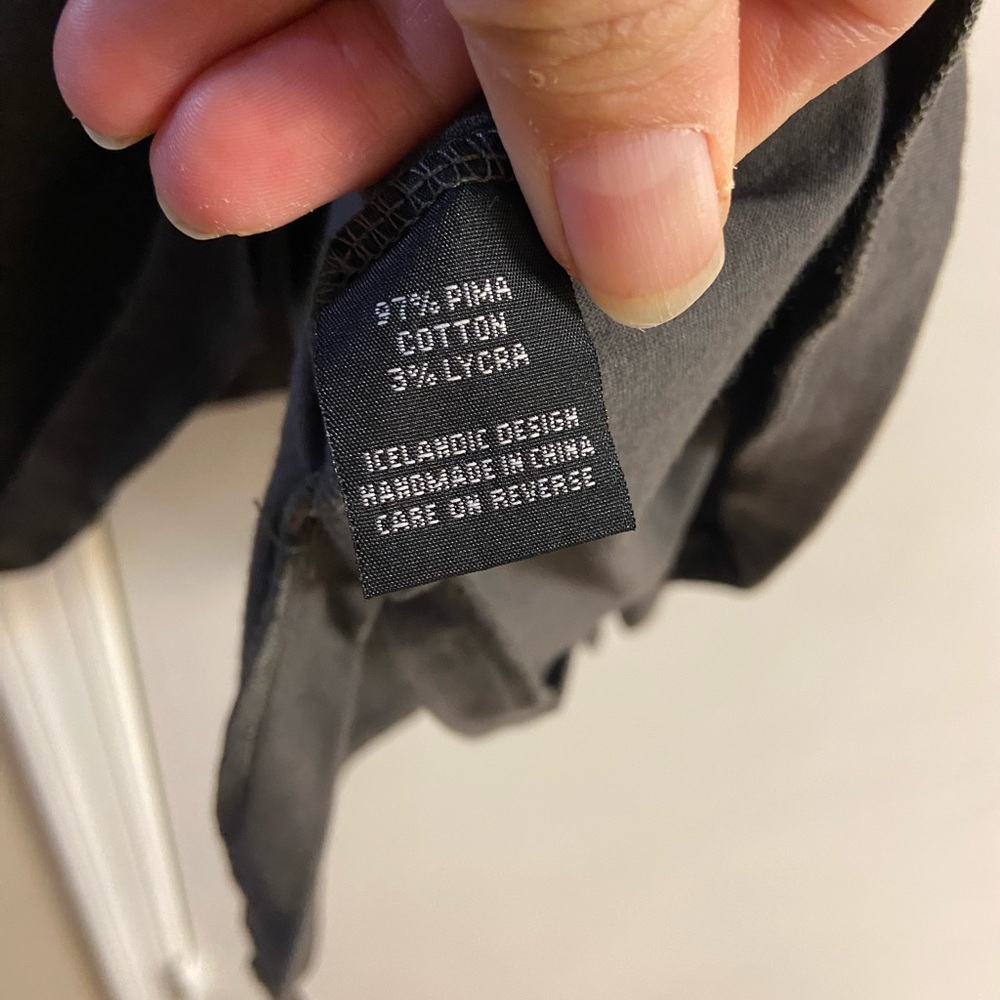 97% PIMA
COTTON
3% LYCRA
ICELANDIC DESIGN
HANDMADE IN CHINA
CARE ON REVERSE